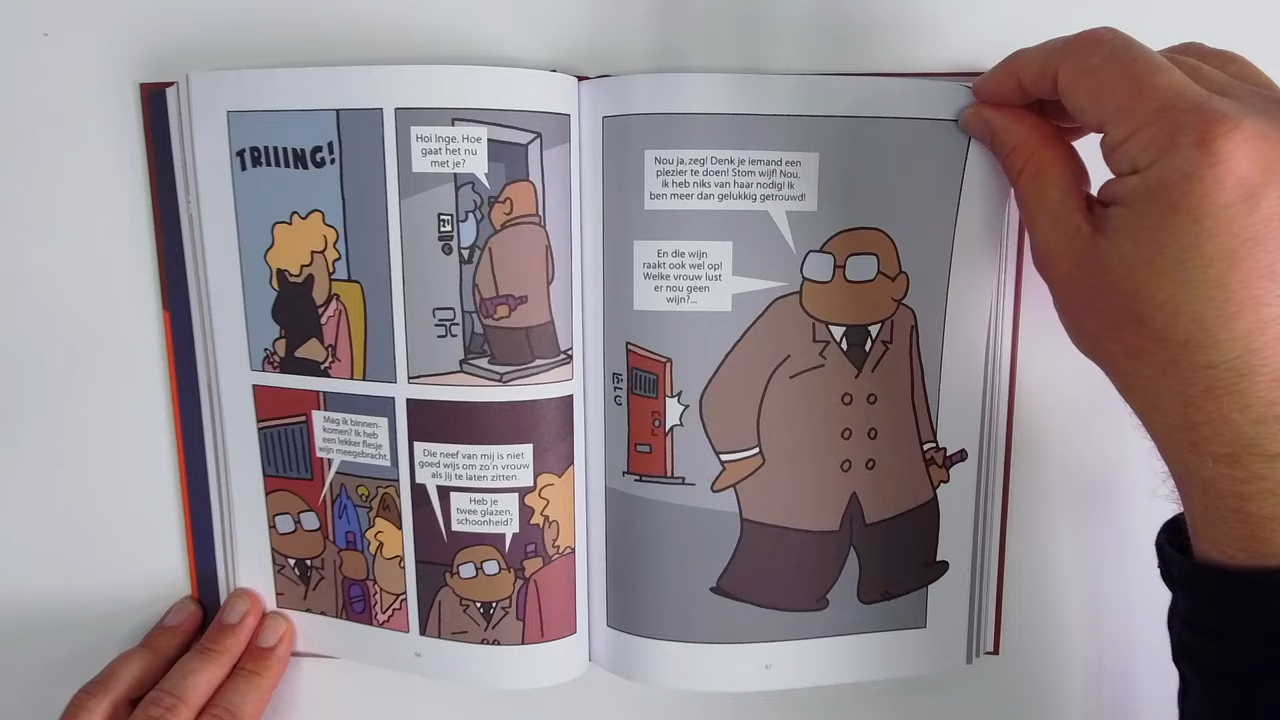 TRIIING!
Hoi Inge. Hoe
gaat het nu
met je?
Mag ik binnen-
komen? Ik heb
een lekker flesje
wijn meegebracht.
Die neef van mij is niet
goed wijs om zo'n vrouw
als jij te laten zitten.
Heb je
twee glazen,
schoonheid?
Nou ja, zeg! Denk je iemand een
plezier te doen! Stom wijf! Nou,
ik heb niks van haar nodig! Ik
ben meer dan gelukkig getrouwd!
En die wijn
raakt ook wel op!
Welke vrouw lust
er nou geen
wijn?...